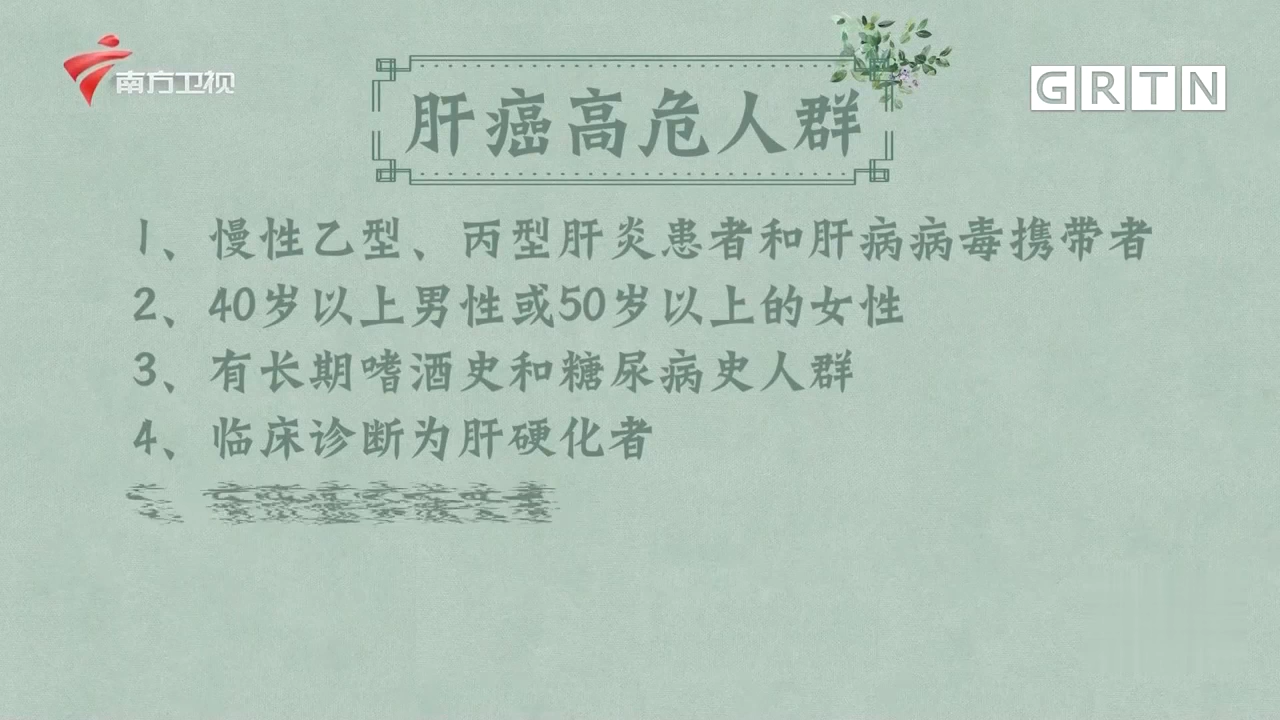 南方卫视
GRTN
肝癌高危人群
1、慢性乙型、丙型肝炎患者和肝病病毒携带者
2、40岁以上男性或50岁以上的女性
3、有长期嗜酒史和糖尿病史人群
4、临床诊断为肝硬化者